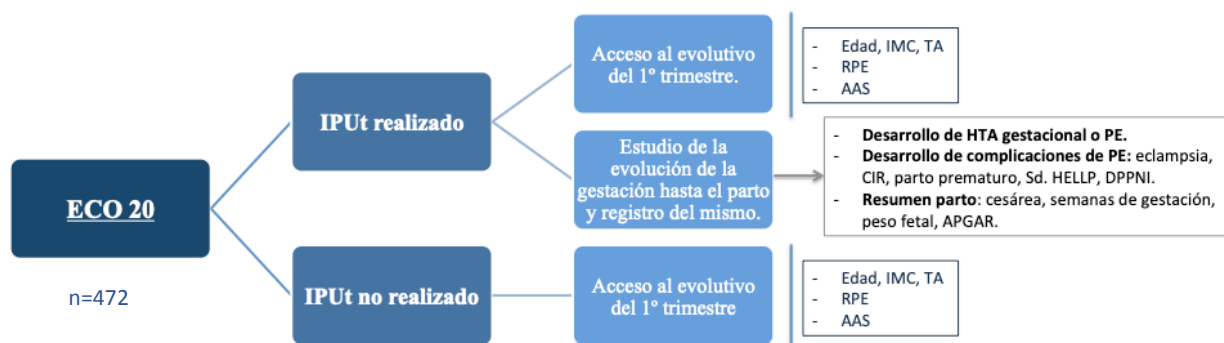 ECO 20
n=472
IPUt realizado
Acceso al evolutivo
del 1º trimestre.
- Edad, IMC, TA
- RPE
- AAS
Estudio de la
evolución de la
gestación hasta el parto
y registro del mismo.
- Desarrollo de HTA gestacional o PE.
- Desarrollo de complicaciones de PE: eclampsia,
CIR, parto prematuro, Sd. HELLP, DPPNI.
- Resumen parto: cesárea, semanas de gestación,
peso fetal, APGAR.
IPUt no realizado
Acceso al evolutivo
del 1º trimestre
- Edad, IMC, TA
- RPE
- AAS